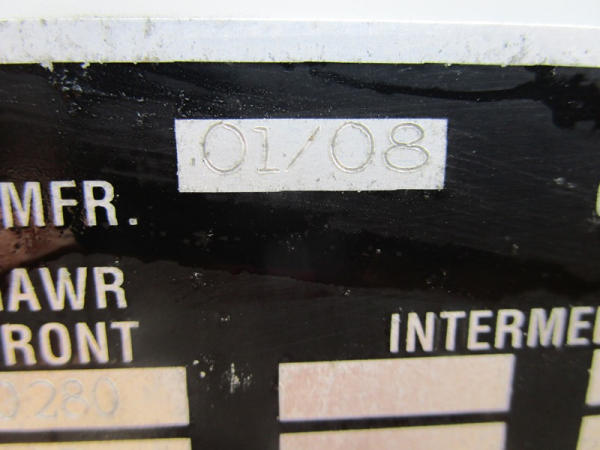 01/08
MFR.
AWR
RONT
INTERME
0280